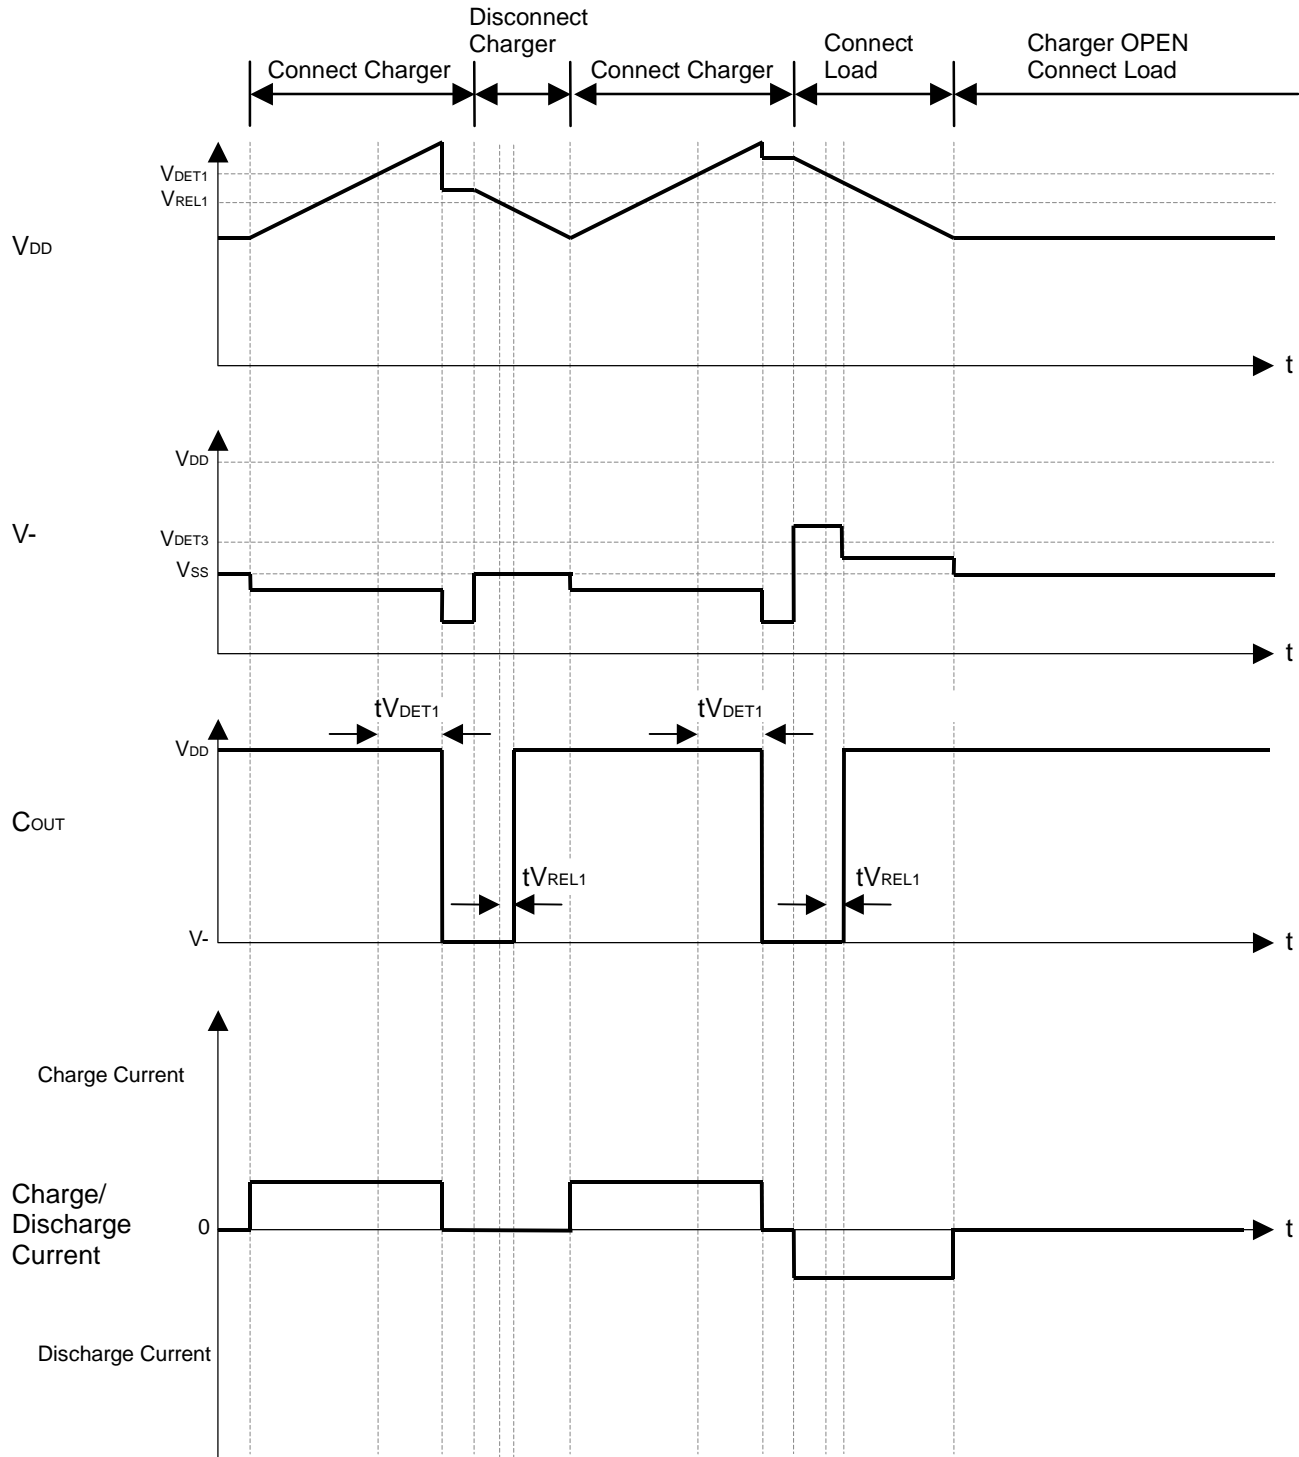 Disconnect
Charger
Connect Charger
Connect Charger
Connect
Load
Charger OPEN
Connect Load
VDET1
VREL1
VDD
t
VDD
V-
VDET3
VSS
t
tVDET1
tVDET1
VDD
COUT
tVREL1
tVREL1
V-
t
Charge Current
Charge/
Discharge
Current
0
t
Discharge Current